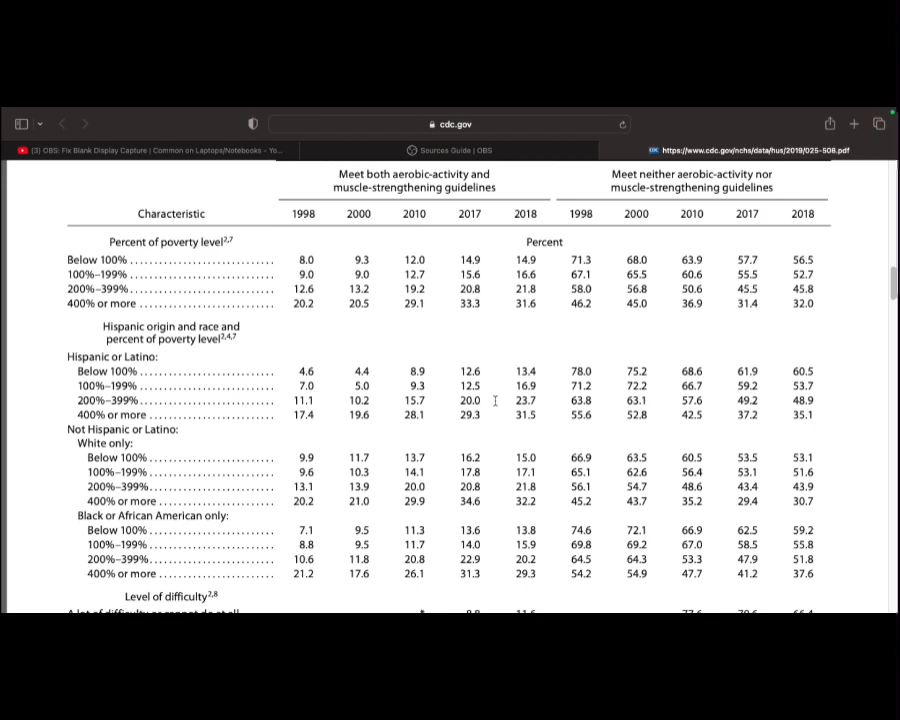 cdc.gov
(3) OBS: Fix Blank Display Capture | Common on Laptops/Notebooks - Yo...
Sources Guide | OBS
https://www.cdc.gov/nchs/data/hus/2019/025-508.pdf
Meet both aerobic-activity and muscle-strengthening guidelines
Meet neither aerobic-activity nor muscle-strengthening guidelines
Characteristic 1998 2000 2010 2017 2018 1998 2000 2010 2017 2018
Percent of poverty level2,7 Percent
Below 100% 8.0 9.3 12.0 14.9 14.9 71.3 68.0 63.9 57.7 56.5
100%–199% 9.0 9.0 12.7 15.6 16.6 67.1 65.5 60.6 55.5 52.7
200%–399% 12.6 13.2 19.2 20.8 21.8 58.0 56.8 50.6 45.5 45.8
400% or more 20.2 20.5 29.1 33.3 31.6 46.2 45.0 36.9 31.4 32.0
Hispanic origin and race and
percent of poverty level2,4,7
Hispanic or Latino:
Below 100% 4.6 4.4 8.9 12.6 13.4 78.0 75.2 68.6 61.9 60.5
100%–199% 7.0 5.0 9.3 12.5 16.9 71.2 72.2 66.7 59.2 53.7
200%–399% 11.1 10.2 15.7 20.0 23.7 63.8 63.1 57.6 49.2 48.9
400% or more 17.4 19.6 28.1 29.3 31.5 55.6 52.8 42.5 37.2 35.1
Not Hispanic or Latino:
White only:
Below 100% 9.9 11.7 13.7 16.2 15.0 66.9 63.5 60.5 53.5 53.1
100%–199% 9.6 10.3 14.1 17.8 17.1 65.1 62.6 56.4 53.1 51.6
200%–399% 13.1 13.9 20.0 20.8 21.8 56.1 54.7 48.6 43.4 43.9
400% or more 20.2 21.0 29.9 34.6 32.2 45.2 43.7 35.2 29.4 30.7
Black or African American only:
Below 100% 7.1 9.5 11.3 13.6 13.8 74.6 72.1 66.9 62.5 59.2
100%–199% 8.8 9.5 11.7 14.0 15.9 69.8 69.2 67.0 58.5 55.8
200%–399% 10.6 11.8 20.8 22.9 20.2 64.5 64.3 53.3 47.9 51.8
400% or more 21.2 17.6 26.1 31.3 29.3 54.2 54.9 47.7 41.2 37.6
Level of difficulty2,8